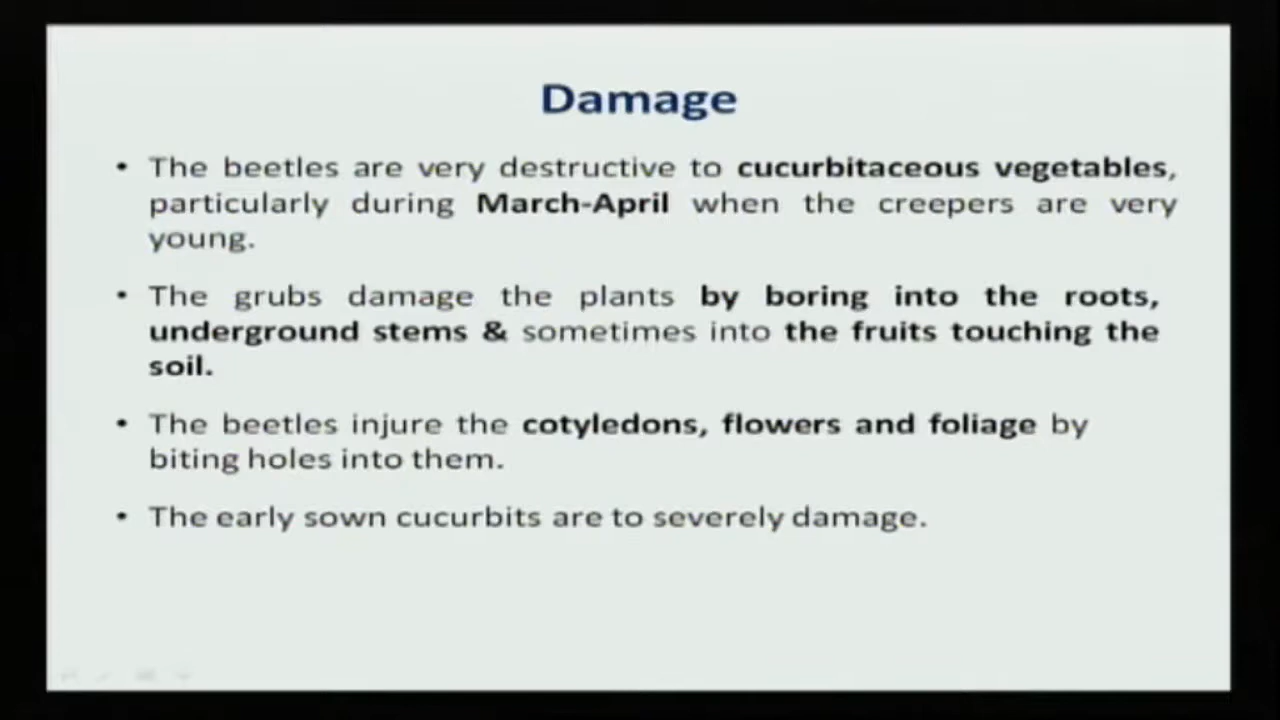 Damage
• The beetles are very destructive to cucurbitaceous vegetables,
particularly during March-April when the creepers are very
young.
• The grubs damage the plants by boring into the roots,
underground stems & sometimes into the fruits touching the
soil.
• The beetles injure the cotyledons, flowers and foliage by
biting holes into them.
• The early sown cucurbits are to severely damage.